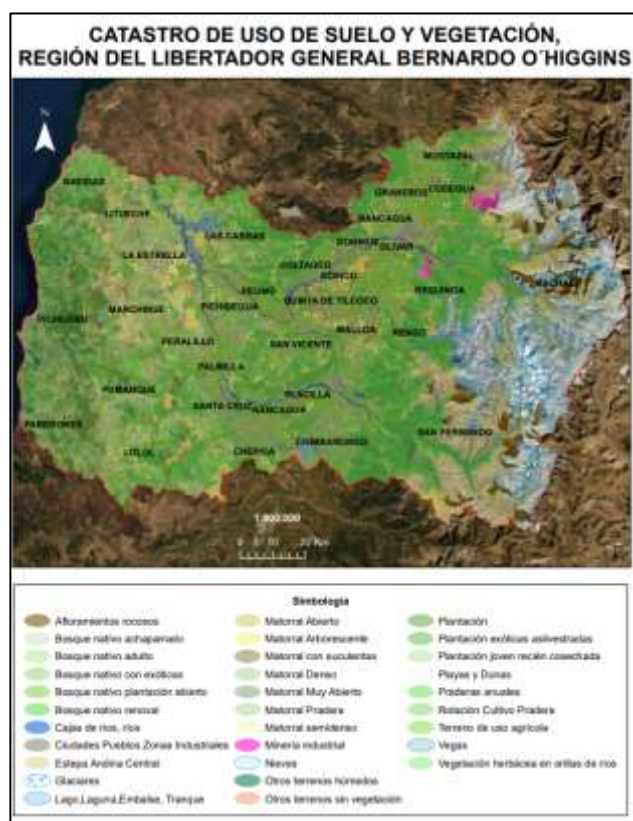 CATASTRO DE USO DE SUELO Y VEGETACIÓN,
REGIÓN DEL LIBERTADOR GENERAL BERNARDO O´HIGGINS
N
MOSTAZAL
CODEGUA
GRANEROS
NAVIDAD
RANCAGUA
LITUECHE
LAS CABRAS
DOÑIHUE
OLIVAR
LA ESTRELLA
COLTAUCO
COINCO
MACHALI
PEUMO
REQUINOA
PICHIDEGUA
QUINTA DE TILCOCO
MARCHIHUE
PICHILEMU
MALLOA
RENGO
PERALILLO
SAN VICENTE
PALMILLA
PUMANQUE
PLACILLA
SANTA CRUZ
NANCAGUA
PAREDONES
SAN FERNANDO
LOLOL
CHEPICA
CHIMBARONGO
1:900.000
20 Km
Simbología
Afloramientos rocosos
Bosque nativo achaparrado
Bosque nativo adulto
Bosque nativo con exóticas
Bosque nativo plantación abierto
Bosque nativo renoval
Cajas de ríos, ríos
Ciudades Pueblos Zonas Industriales
Estepa Andina Central
Glaciares
Lago,Laguna,Embalse, Tranque
Matorral Abierto
Matorral Arborescente
Matorral con suculentas
Matorral Denso
Matorral Muy Abierto
Matorral Pradera
Matorral semidenso
Minería industrial
Nieves
Otros terrenos húmedos
Otros terrenos sin vegetación
Plantación
Plantación exóticas asilvestradas
Plantación joven recién cosechada
Playas y Dunas
Praderas anuales
Rotación Cultivo Pradera
Terreno de uso agrícola
Vegas
Vegetación herbácea en orillas de ríos